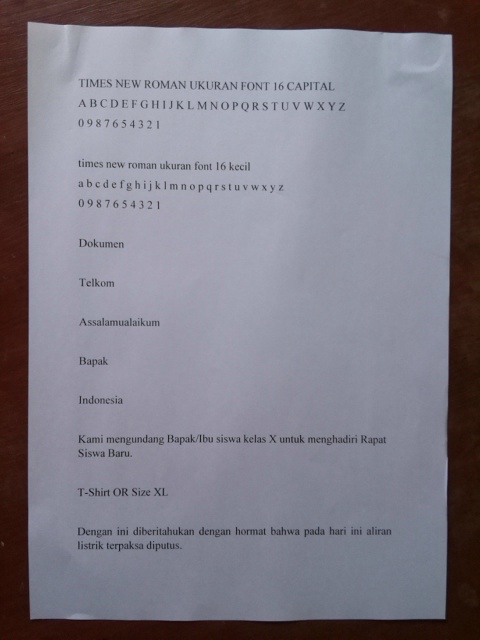 TIMES NEW ROMAN UKURAN FONT 16 CAPITAL
A B C D E F G H I J K L M N O P Q R S T U V W X Y Z
0 9 8 7 6 5 4 3 2 1
times new roman ukuran font 16 kecil
a b c d e f g h i j k l m n o p q r s t u v w x y z
0 9 8 7 6 5 4 3 2 1
Dokumen
Telkom
Assalamualaikum
Bapak
Indonesia
Kami mengundang Bapak/Ibu siswa kelas X untuk menghadiri Rapat
Siswa Baru.
T-Shirt OR Size XL
Dengan ini diberitahukan dengan hormat bahwa pada hari ini aliran
listrik terpaksa diputus.